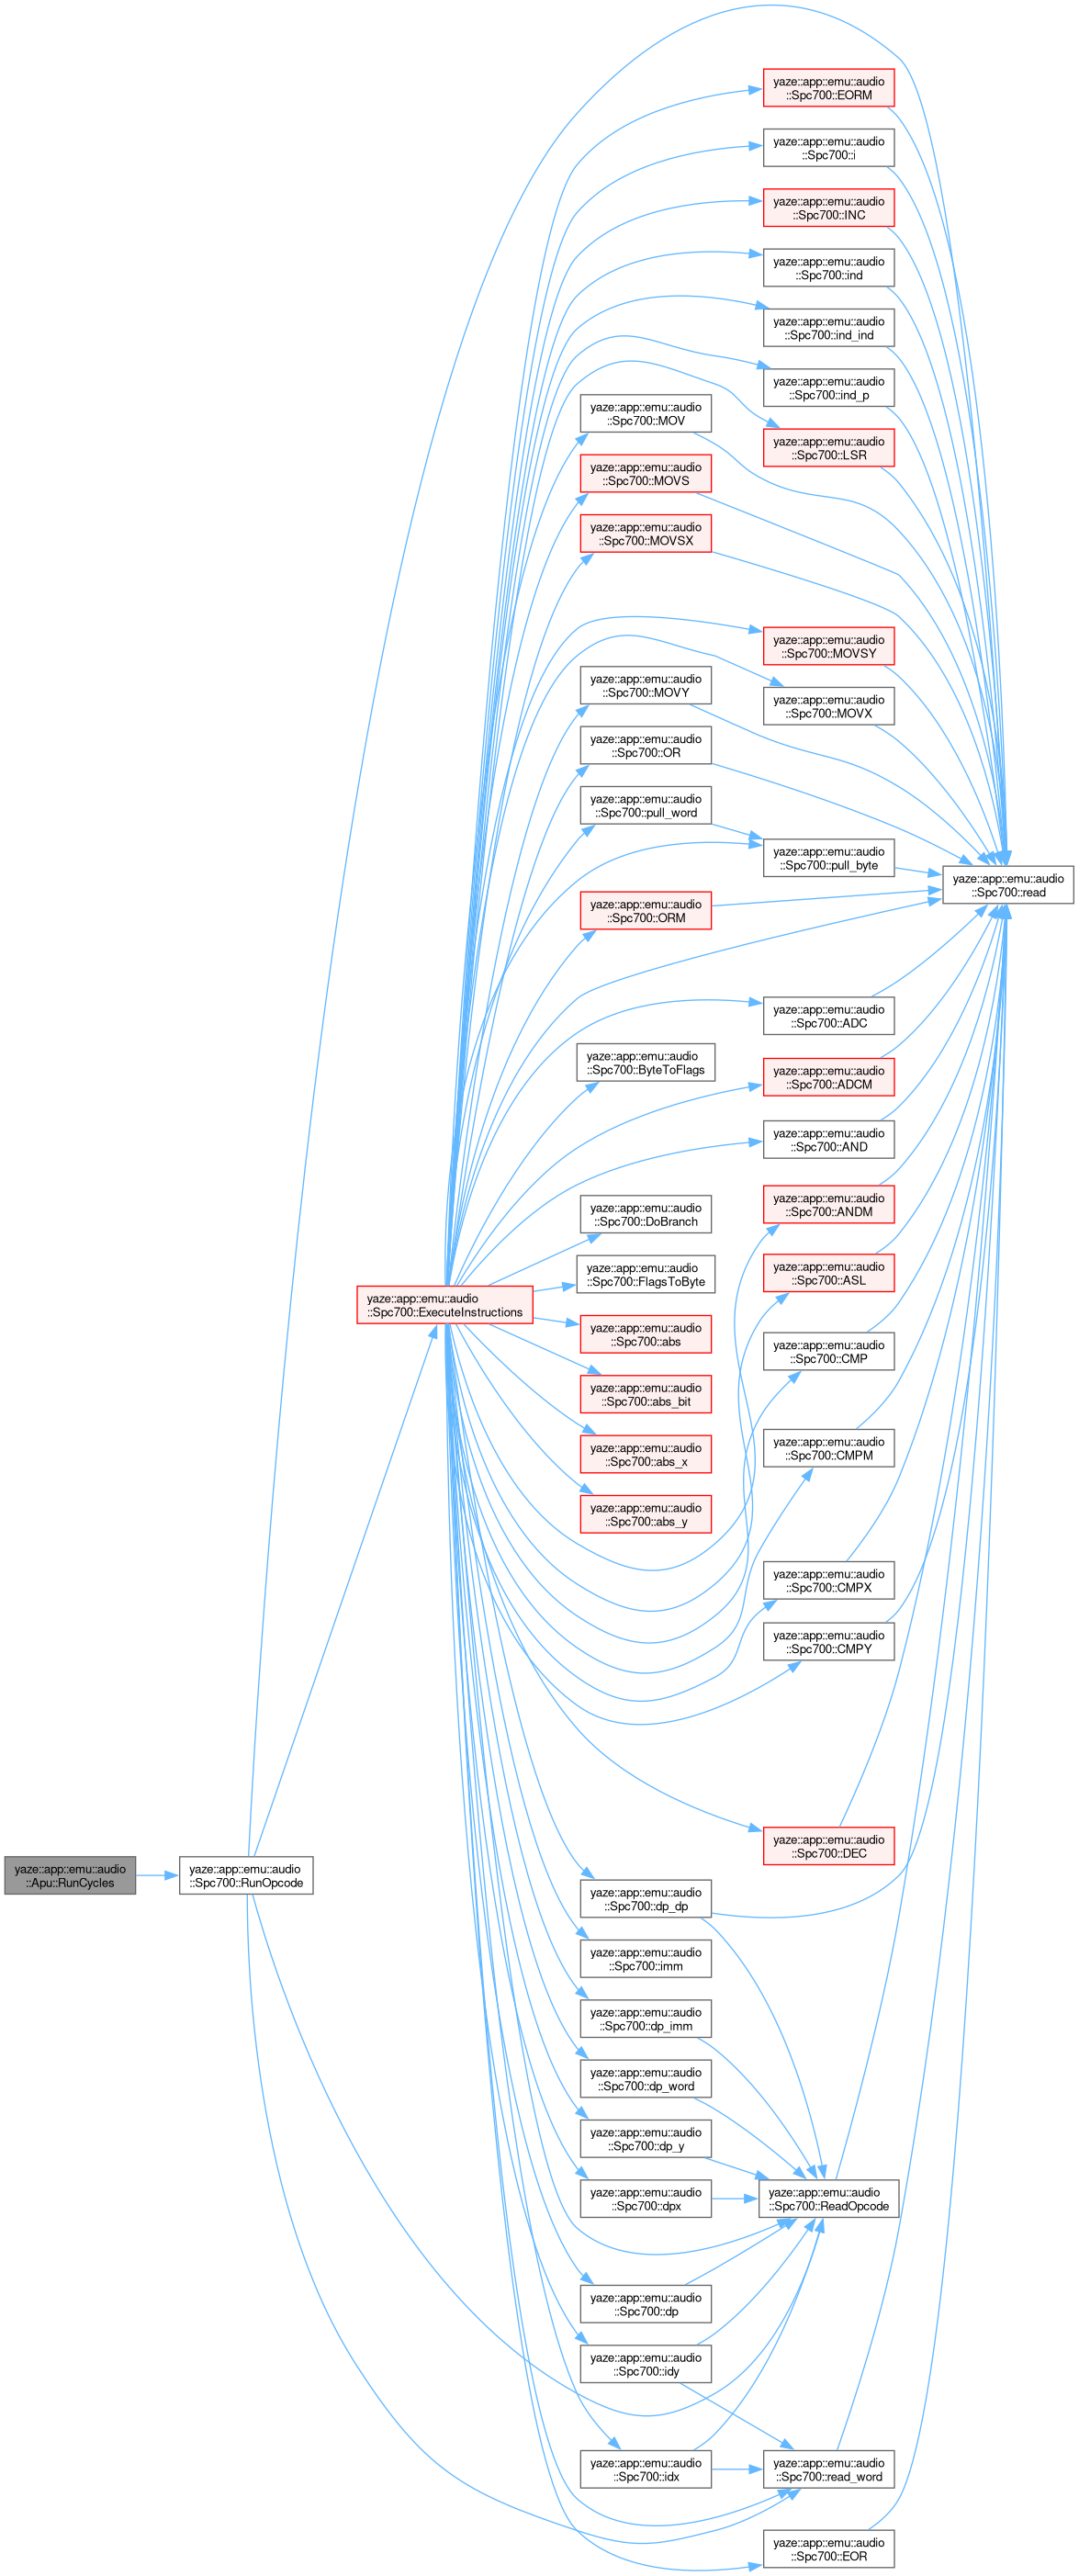 yaze::app::emu::audio
::Spc700::EORM
yaze::app::emu::audio
::Spc700::i
yaze::app::emu::audio
::Spc700::INC
yaze::app::emu::audio
::Spc700::ind
yaze::app::emu::audio
::Spc700::ind_ind
yaze::app::emu::audio
::Spc700::ind_p
yaze::app::emu::audio
::Spc700::MOV
yaze::app::emu::audio
::Spc700::LSR
yaze::app::emu::audio
::Spc700::MOVS
yaze::app::emu::audio
::Spc700::MOVSX
yaze::app::emu::audio
::Spc700::MOVSY
yaze::app::emu::audio
::Spc700::MOVY
yaze::app::emu::audio
::Spc700::MOVX
yaze::app::emu::audio
::Spc700::OR
yaze::app::emu::audio
::Spc700::pull_word
yaze::app::emu::audio
::Spc700::pull_byte
yaze::app::emu::audio
::Spc700::read
yaze::app::emu::audio
::Spc700::ORM
yaze::app::emu::audio
::Spc700::ADC
yaze::app::emu::audio
::Spc700::ByteToFlags
yaze::app::emu::audio
::Spc700::ADCM
yaze::app::emu::audio
::Spc700::AND
yaze::app::emu::audio
::Spc700::ANDM
yaze::app::emu::audio
::Spc700::DoBranch
yaze::app::emu::audio
::Spc700::FlagsToByte
yaze::app::emu::audio
::Spc700::ASL
yaze::app::emu::audio
::Spc700::ExecuteInstructions
yaze::app::emu::audio
::Spc700::abs
yaze::app::emu::audio
::Spc700::CMP
yaze::app::emu::audio
::Spc700::abs_bit
yaze::app::emu::audio
::Spc700::abs_x
yaze::app::emu::audio
::Spc700::CMPM
yaze::app::emu::audio
::Spc700::abs_y
yaze::app::emu::audio
::Spc700::CMPX
yaze::app::emu::audio
::Spc700::CMPY
yaze::app::emu::audio
::Spc700::DEC
yaze::app::emu::audio
::Apu::RunCycles
yaze::app::emu::audio
::Spc700::RunOpcode
yaze::app::emu::audio
::Spc700::dp_dp
yaze::app::emu::audio
::Spc700::imm
yaze::app::emu::audio
::Spc700::dp_imm
yaze::app::emu::audio
::Spc700::dp_word
yaze::app::emu::audio
::Spc700::dp_y
yaze::app::emu::audio
::Spc700::dpx
yaze::app::emu::audio
::Spc700::ReadOpcode
yaze::app::emu::audio
::Spc700::dp
yaze::app::emu::audio
::Spc700::idy
yaze::app::emu::audio
::Spc700::idx
yaze::app::emu::audio
::Spc700::read_word
yaze::app::emu::audio
::Spc700::EOR